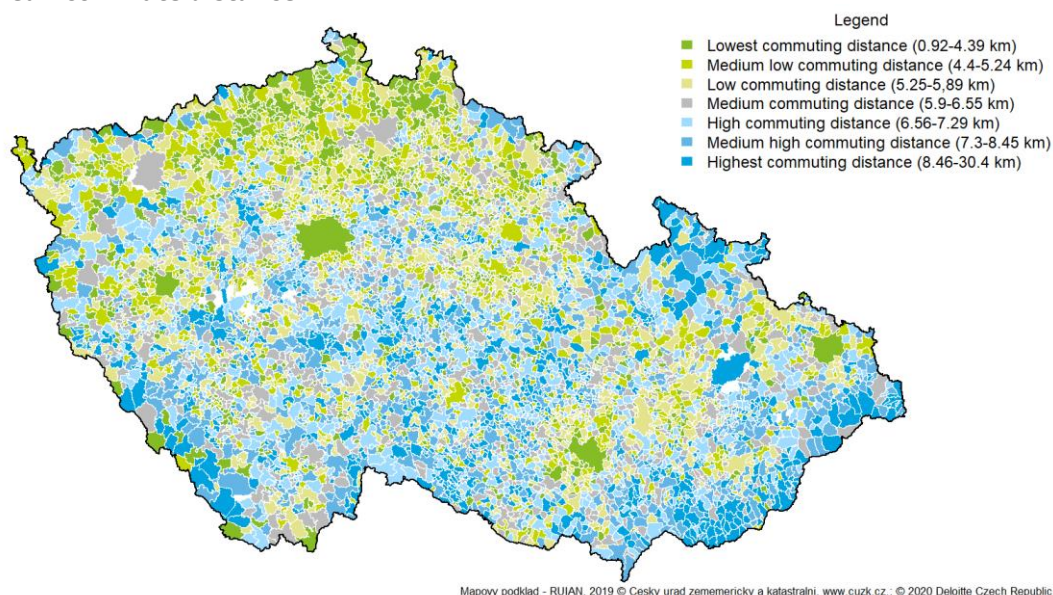 Legend
Lowest commuting distance (0.92-4.39 km)
Medium low commuting distance (4.4-5.24 km)
Low commuting distance (5.25-5,89 km)
Medium commuting distance (5.9-6.55 km)
High commuting distance (6.56-7.29 km)
Medium high commuting distance (7.3-8.45 km)
Highest commuting distance (8.46-30.4 km)
Mapovy podklad - RUIAN, 2019 © Cesky urad zememericky a katastralni, www.cuzk.cz.; © 2020 Deloitte Czech Republic